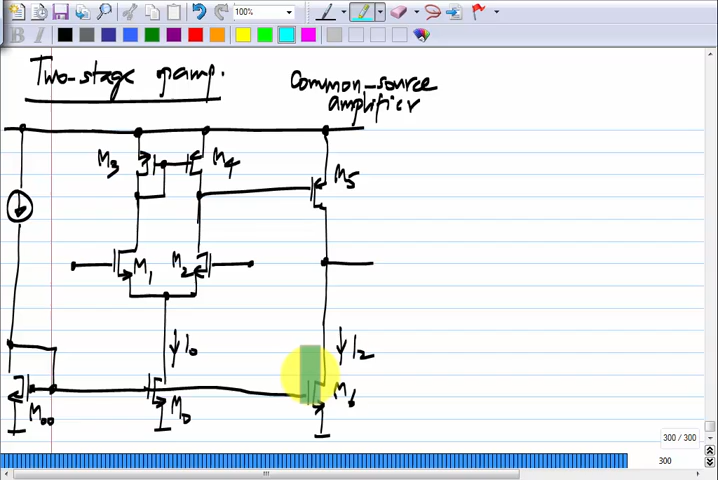 100%
B I
Two-stage opamp.
Common-source
amplifier
M3
M4
M5
M1
M2
I0
I2
M00
M0
M6
300 / 300
300